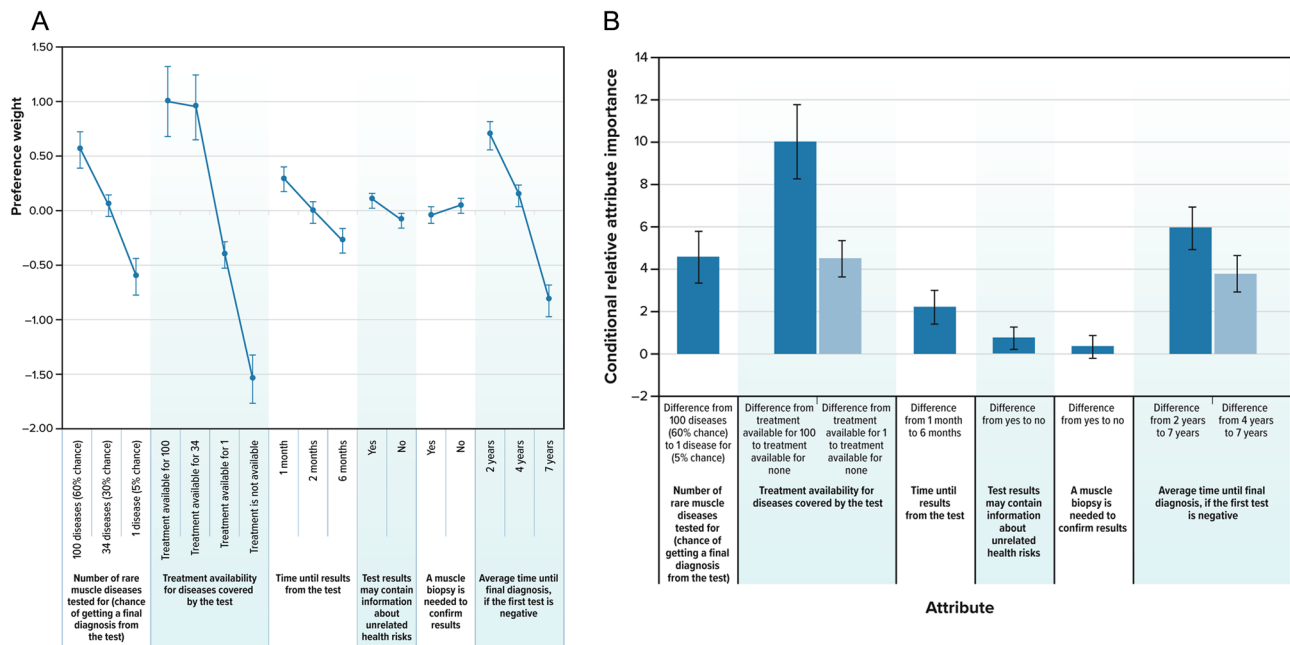 A
Preference weight
1.50
1.00
0.50
0.00
–0.50
–1.00
–1.50
–2.00
100 diseases (60% chance)
34 diseases (30% chance)
1 disease (5% chance)
Treatment available for 100
Treatment available for 34
Treatment available for 1
Treatment is not available
1 month
2 months
6 months
Yes
No
Yes
No
2 years
4 years
7 years
Number of rare
muscle diseases
tested for (chance
of getting a final
diagnosis from
the test)
Treatment availability
for diseases covered
by the test
Time until results
from the test
Test results
may contain
information
about
unrelated
health risks
A muscle
biopsy is
needed to
confirm
results
Average time until
final diagnosis,
if the first test is
negative
B
Conditional relative attribute importance
14
12
10
8
6
4
2
0
–2
Difference from
100 diseases
(60% chance)
to 1 disease for
(5% chance)
Difference from
treatment
available for 100
to treatment
available for
none
Difference from
treatment
available for 1
to treatment
available for
none
Difference
from 1 month
to 6 months
Difference
from yes to no
Difference
from yes to no
Difference
from 2 years
to 7 years
Difference
from 4 years
to 7 years
Number of
rare muscle
diseases
tested for
(chance of
getting a final
diagnosis
from the test)
Treatment availability for
diseases covered by the test
Time until
results
from the test
Test results
may contain
information
about
unrelated
health risks
A muscle
biopsy is
needed to
confirm results
Average time until final
diagnosis, if the first test
is negative
Attribute